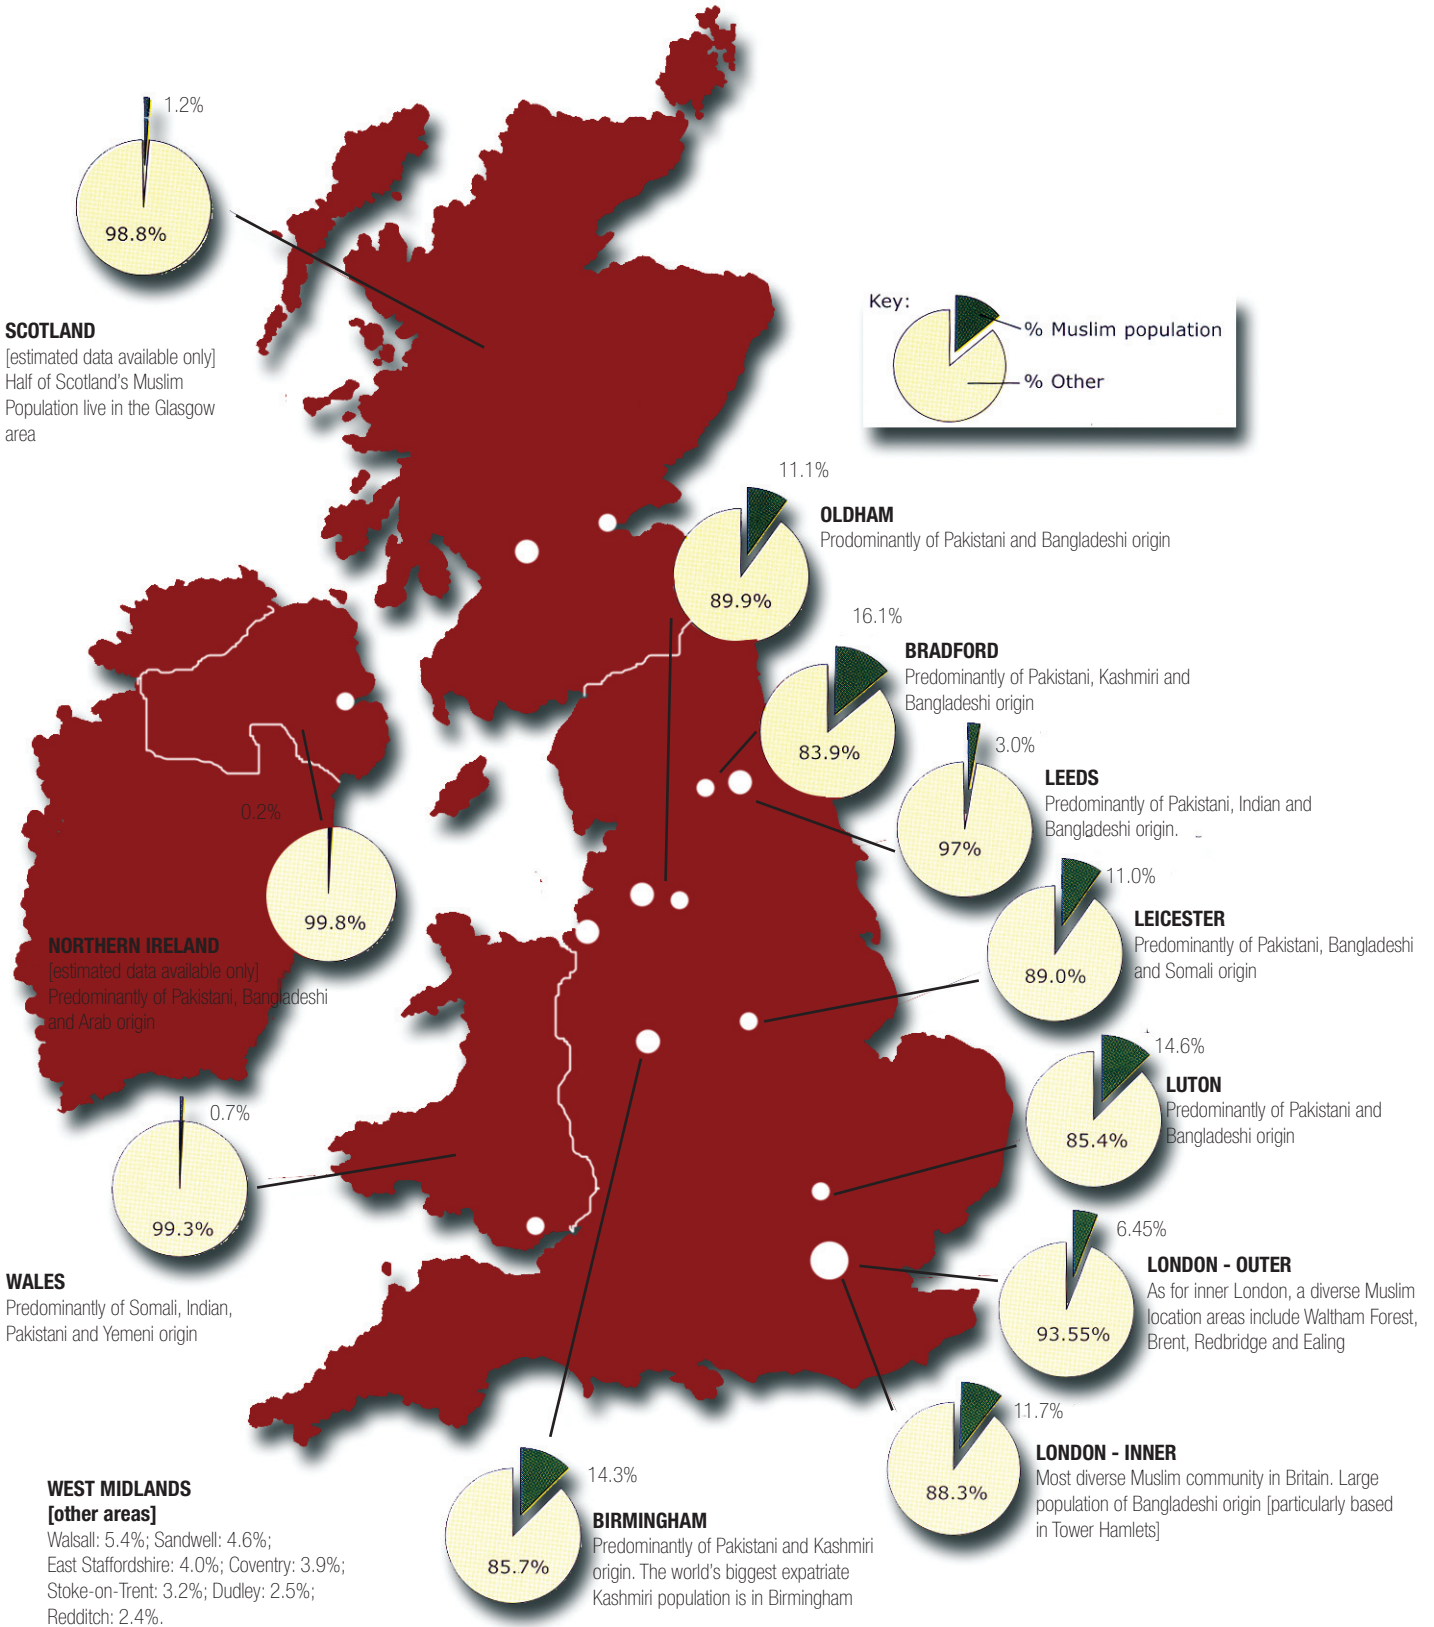 1.2%
98.8%
SCOTLAND
[estimated data available only]
Half of Scotland's Muslim
Population live in the Glasgow
area
Key:
% Muslim population
% Other
11.1%
89.9%
OLDHAM
Prodominantly of Pakistani and Bangladeshi origin
16.1%
83.9%
BRADFORD
Predominantly of Pakistani, Kashmiri and
Bangladeshi origin
3.0%
97%
LEEDS
Predominantly of Pakistani, Indian and
Bangladeshi origin.
0.2%
99.8%
NORTHERN IRELAND
[estimated data available only]
Predominantly of Pakistani, Bangladeshi
and Arab origin
11.0%
89.0%
LEICESTER
Predominantly of Pakistani, Bangladeshi
and Somali origin
14.6%
85.4%
LUTON
Predominantly of Pakistani and
Bangladeshi origin
0.7%
99.3%
WALES
Predominantly of Somali, Indian,
Pakistani and Yemeni origin
6.45%
93.55%
LONDON - OUTER
As for inner London, a diverse Muslim
location areas include Waltham Forest,
Brent, Redbridge and Ealing
11.7%
88.3%
LONDON - INNER
Most diverse Muslim community in Britain. Large
population of Bangladeshi origin [particularly based
in Tower Hamlets]
14.3%
85.7%
BIRMINGHAM
Predominantly of Pakistani and Kashmiri
origin. The world's biggest expatriate
Kashmiri population is in Birmingham
WEST MIDLANDS
[other areas]
Walsall: 5.4%; Sandwell: 4.6%;
East Staffordshire: 4.0%; Coventry: 3.9%;
Stoke-on-Trent: 3.2%; Dudley: 2.5%;
Redditch: 2.4%.